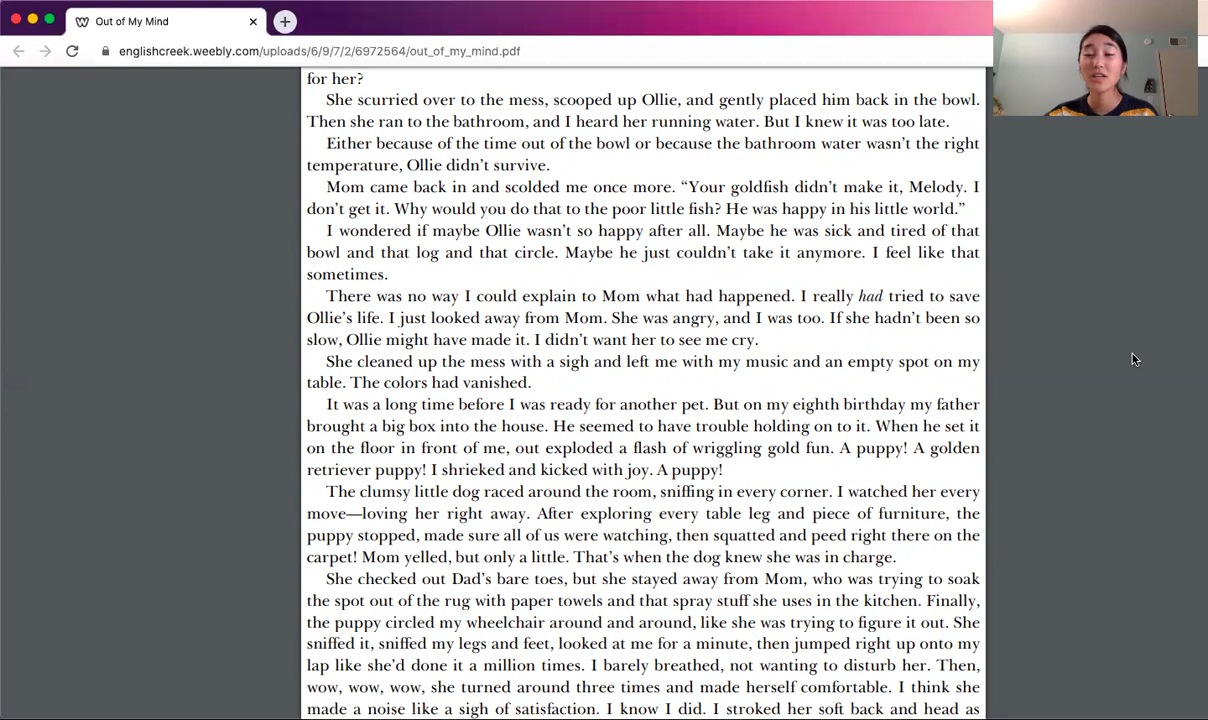 Out of My Mind
englishcreek.weebly.com/uploads/6/9/7/2/6972564/out_of_my_mind.pdf
for her?
She scurried over to the mess, scooped up Ollie, and gently placed him back in the bowl.
Then she ran to the bathroom, and I heard her running water. But I knew it was too late.
Either because of the time out of the bowl or because the bathroom water wasn’t the right
temperature, Ollie didn’t survive.
Mom came back in and scolded me once more. “Your goldfish didn’t make it, Melody. I
don’t get it. Why would you do that to the poor little fish? He was happy in his little world.”
I wondered if maybe Ollie wasn’t so happy after all. Maybe he was sick and tired of that
bowl and that log and that circle. Maybe he just couldn’t take it anymore. I feel like that
sometimes.
There was no way I could explain to Mom what had happened. I really had tried to save
Ollie’s life. I just looked away from Mom. She was angry, and I was too. If she hadn’t been so
slow, Ollie might have made it. I didn’t want her to see me cry.
She cleaned up the mess with a sigh and left me with my music and an empty spot on my
table. The colors had vanished.
It was a long time before I was ready for another pet. But on my eighth birthday my father
brought a big box into the house. He seemed to have trouble holding on to it. When he set it
on the floor in front of me, out exploded a flash of wriggling gold fun. A puppy! A golden
retriever puppy! I shrieked and kicked with joy. A puppy!
The clumsy little dog raced around the room, sniffing in every corner. I watched her every
move—loving her right away. After exploring every table leg and piece of furniture, the
puppy stopped, made sure all of us were watching, then squatted and peed right there on the
carpet! Mom yelled, but only a little. That’s when the dog knew she was in charge.
She checked out Dad’s bare toes, but she stayed away from Mom, who was trying to soak
the spot out of the rug with paper towels and that spray stuff she uses in the kitchen. Finally,
the puppy circled my wheelchair around and around, like she was trying to figure it out. She
sniffed it, sniffed my legs and feet, looked at me for a minute, then jumped right up onto my
lap like she’d done it a million times. I barely breathed, not wanting to disturb her. Then,
wow, wow, wow, she turned around three times and made herself comfortable. I think she
made a noise like a sigh of satisfaction. I know I did. I stroked her soft back and head as